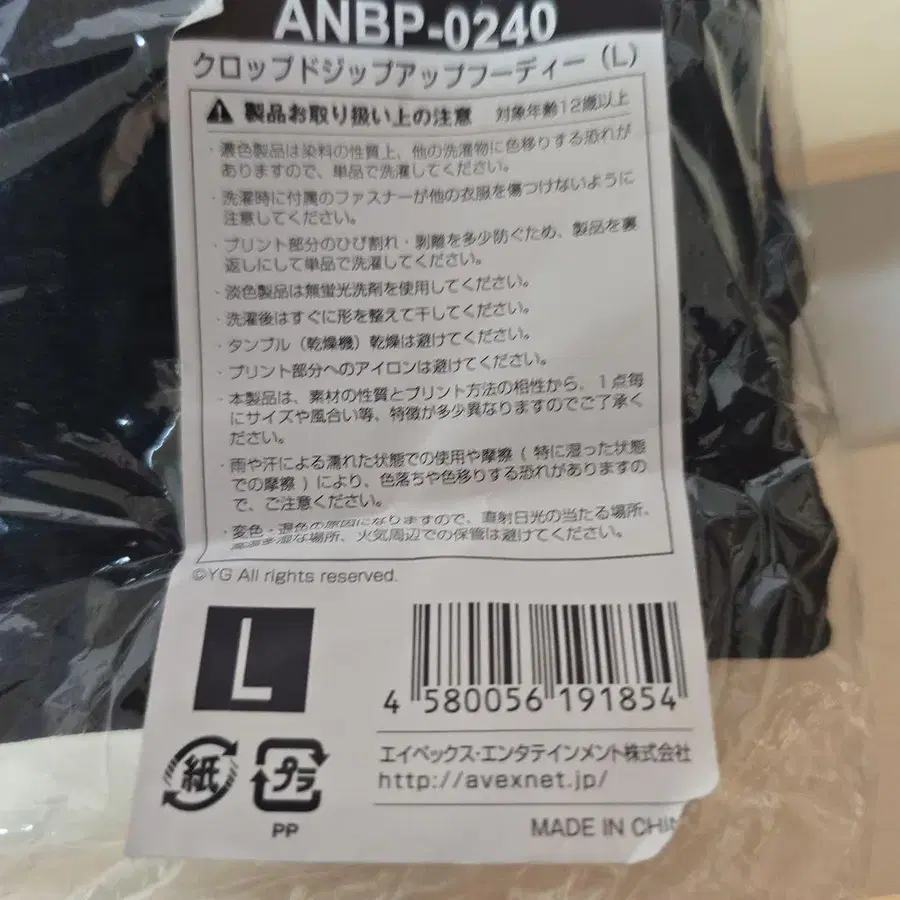 ANBP-0240
クロップドジップアップフーディー (L)
製品お取り扱い上の注意 対象年齢12歳以上
・濃色製品は染料の性質上、他の洗濯物に色移りする恐れが
ありますので、単品で洗濯してください。
・洗濯時に付属のファスナーが他の衣服を傷つけないように
注意してください。
・プリント部分のひび割れ・剥離を多少防ぐため、製品を裏
返しにして単品で洗濯してください。
・淡色製品は無蛍光洗剤を使用してください。
・洗濯後はすぐに形を整えて干してください。
・タンブル（乾燥機）乾燥は避けてください。
・プリント部分へのアイロンは避けてください。
・本製品は、素材の性質とプリント方法の相性から、1点毎
にサイズや風合い等、特徴が多少異なりますのでご了承く
ださい。
・雨や汗による濡れた状態での使用や摩擦 ( 特に湿った状態
での摩擦 ) により、色落ちや色移りする恐れがありますの
で、ご注意ください。
・変色・退色の原因になりますので、直射日光の当たる場所、
高温多湿な場所、火気周辺での保管は避けてください。
©YG All rights reserved.
L
4 580056 191854
エイベックス・エンタテインメント株式会社
http://avexnet.jp/
紙
プラ
PP
MADE IN CHIN